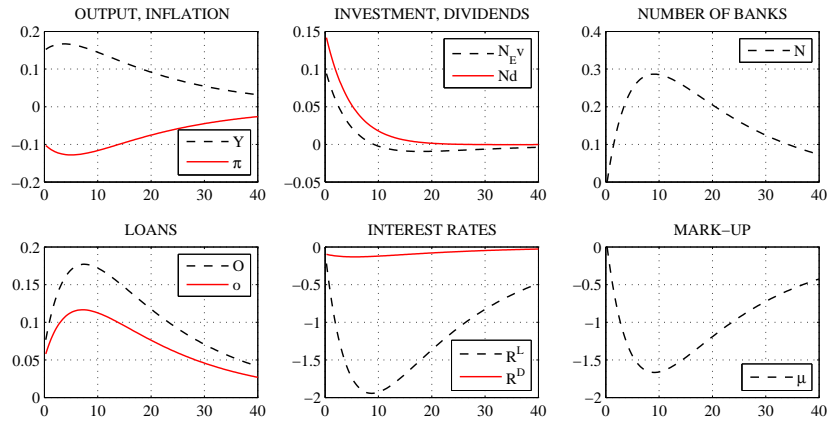 OUTPUT, INFLATION
0.2
0.1
0
−0.1
−0.2
0 10 20 30 40
Y
π
INVESTMENT, DIVIDENDS
0.15
0.1
0.05
0
−0.05
0 10 20 30 40
N_E v
Nd
NUMBER OF BANKS
0.4
0.3
0.2
0.1
0
0 10 20 30 40
N
LOANS
0.2
0.15
0.1
0.05
0
0 10 20 30 40
O
o
INTEREST RATES
0
−0.5
−1
−1.5
−2
0 10 20 30 40
R^L
R^D
MARK−UP
0
−0.5
−1
−1.5
−2
0 10 20 30 40
μ